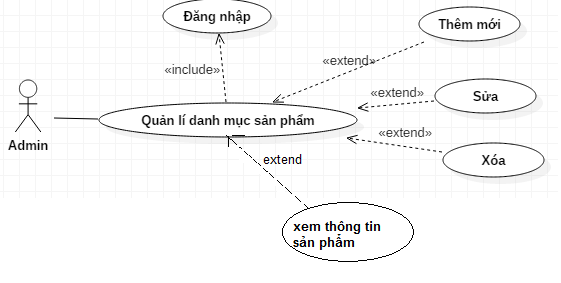 Đăng nhập
Thêm mới
«include»
«extend»
«extend»
Sửa
Quản lí danh mục sản phẩm
«extend»
Admin
extend
Xóa
xem thông tin
sản phẩm